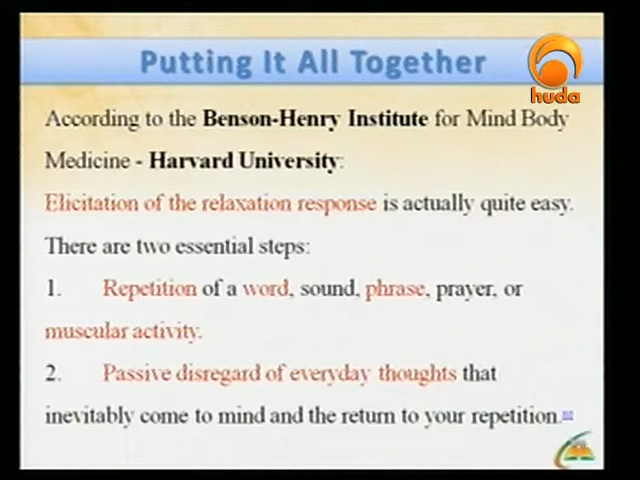 Putting It All Together
huda
According to the Benson-Henry Institute for Mind Body
Medicine - Harvard University:
Elicitation of the relaxation response is actually quite easy.
There are two essential steps:
1. Repetition of a word, sound, phrase, prayer, or
muscular activity.
2. Passive disregard of everyday thoughts that
inevitably come to mind and the return to your repetition.